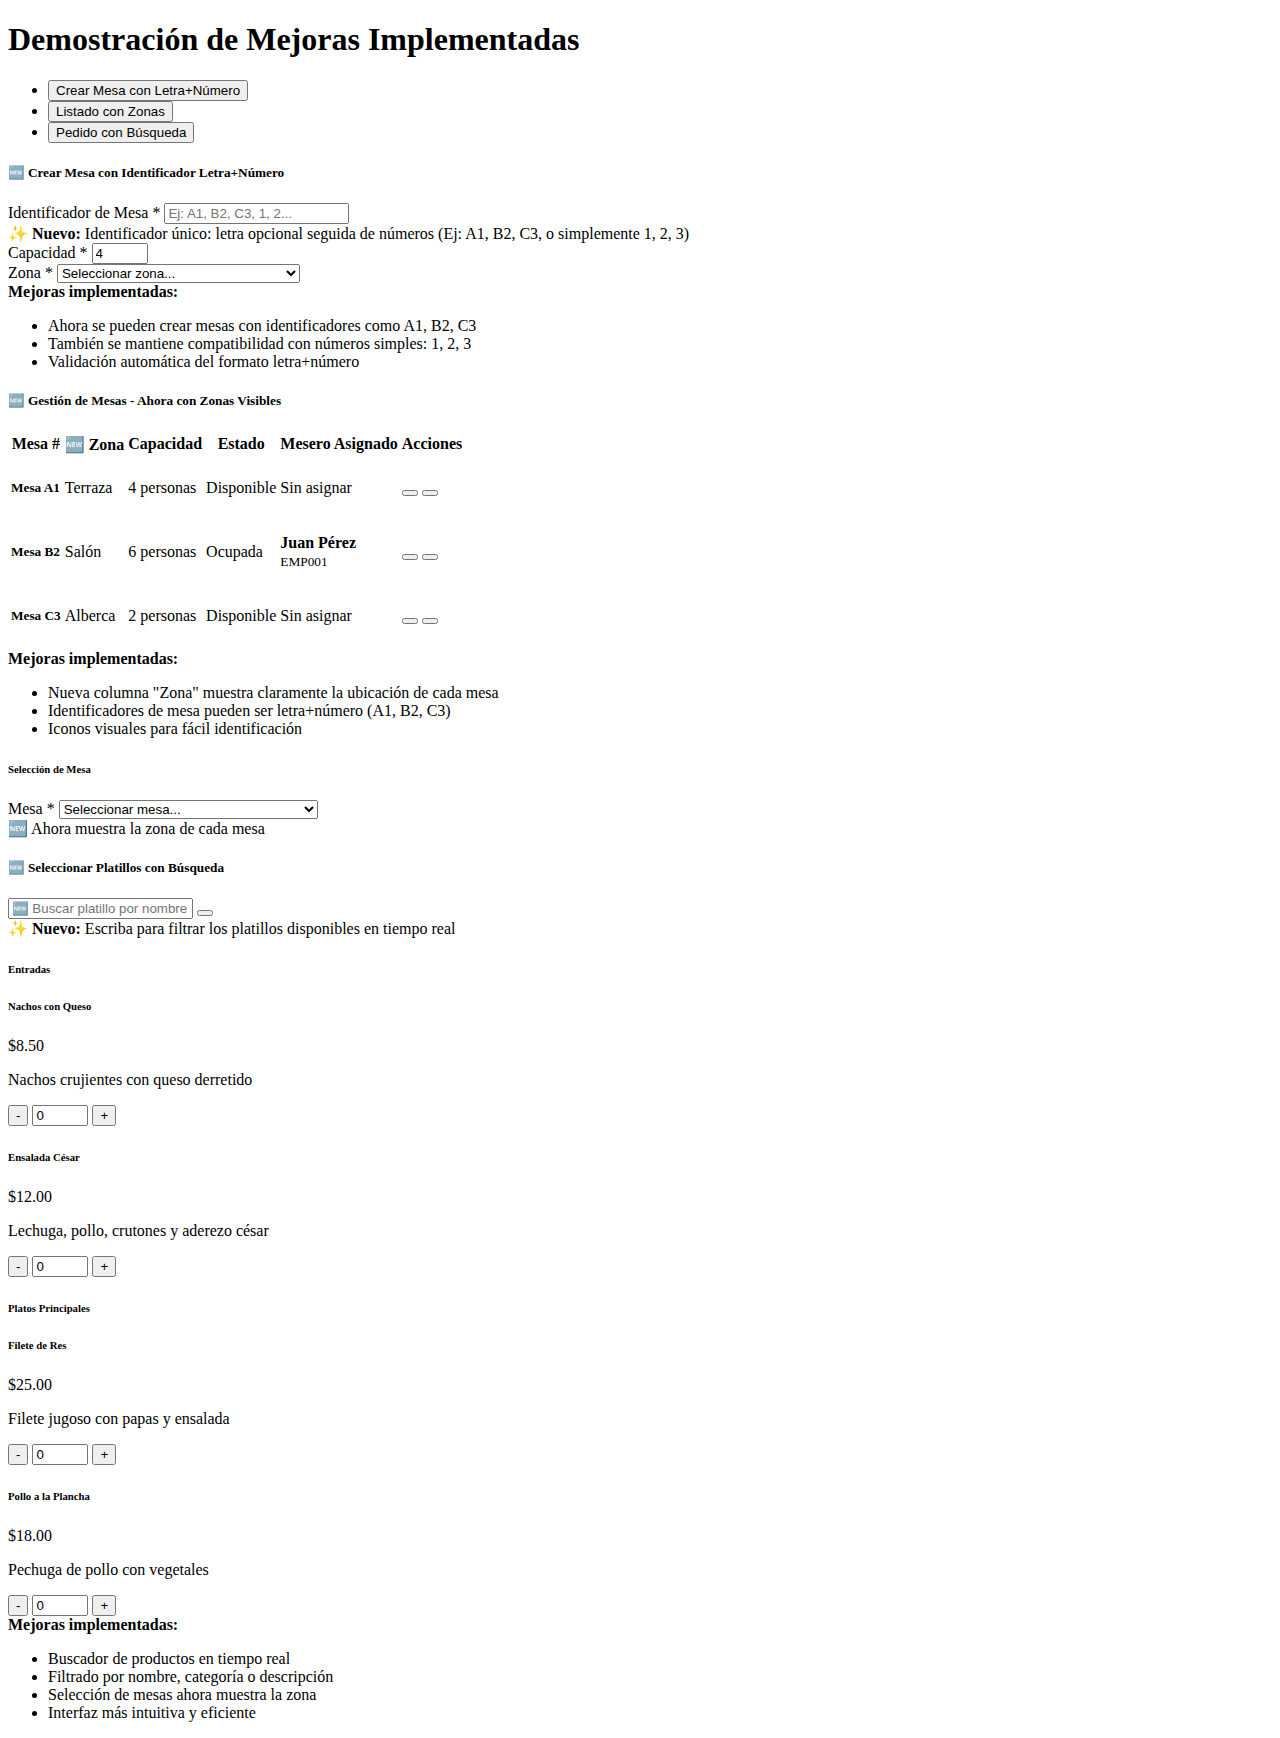 Demostración de Mejoras Implementadas
Crear Mesa con Letra+Número
Listado con Zonas
Pedido con Búsqueda
🆕 Crear Mesa con Identificador Letra+Número
Identificador de Mesa * Ej: A1, B2, C3, 1, 2...
✨ Nuevo: Identificador único: letra opcional seguida de números (Ej: A1, B2, C3, o simplemente 1, 2, 3)
Capacidad * 4
Zona * Seleccionar zona...
Mejoras implementadas:
Ahora se pueden crear mesas con identificadores como A1, B2, C3
También se mantiene compatibilidad con números simples: 1, 2, 3
Validación automática del formato letra+número
🆕 Gestión de Mesas - Ahora con Zonas Visibles
Mesa # 🆕 Zona Capacidad Estado Mesero Asignado Acciones
Mesa A1 Terraza 4 personas Disponible Sin asignar
Mesa B2 Salón 6 personas Ocupada Juan Pérez
EMP001
Mesa C3 Alberca 2 personas Disponible Sin asignar
Mejoras implementadas:
Nueva columna "Zona" muestra claramente la ubicación de cada mesa
Identificadores de mesa pueden ser letra+número (A1, B2, C3)
Iconos visuales para fácil identificación
Selección de Mesa
Mesa * Seleccionar mesa...
🆕 Ahora muestra la zona de cada mesa
🆕 Seleccionar Platillos con Búsqueda
🆕 Buscar platillo por nombre
✨ Nuevo: Escriba para filtrar los platillos disponibles en tiempo real
Entradas
Nachos con Queso
$8.50
Nachos crujientes con queso derretido
- 0 +
Ensalada César
$12.00
Lechuga, pollo, crutones y aderezo césar
- 0 +
Platos Principales
Filete de Res
$25.00
Filete jugoso con papas y ensalada
- 0 +
Pollo a la Plancha
$18.00
Pechuga de pollo con vegetales
- 0 +
Mejoras implementadas:
Buscador de productos en tiempo real
Filtrado por nombre, categoría o descripción
Selección de mesas ahora muestra la zona
Interfaz más intuitiva y eficiente